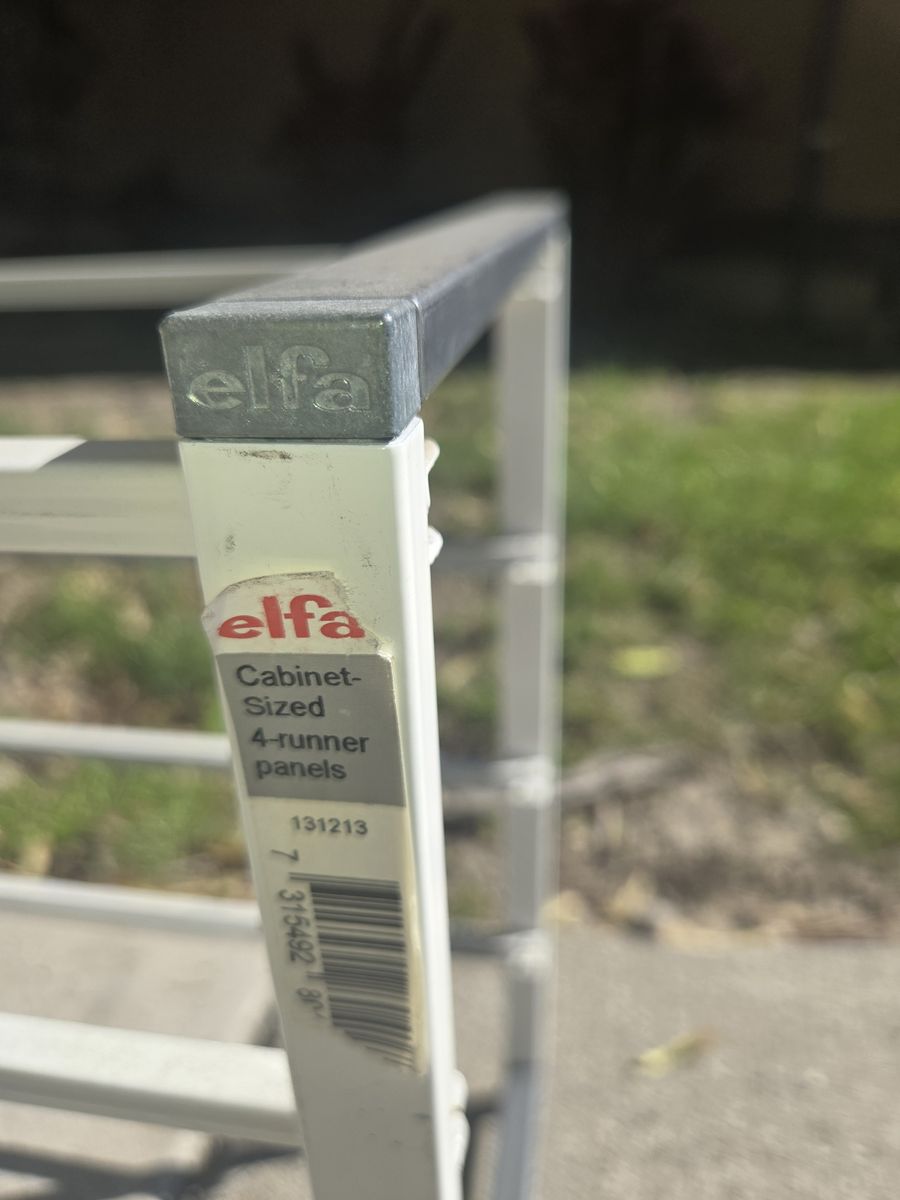 elfa
elfa
Cabinet-
Sized
4-runner
panels
131213
7 315492